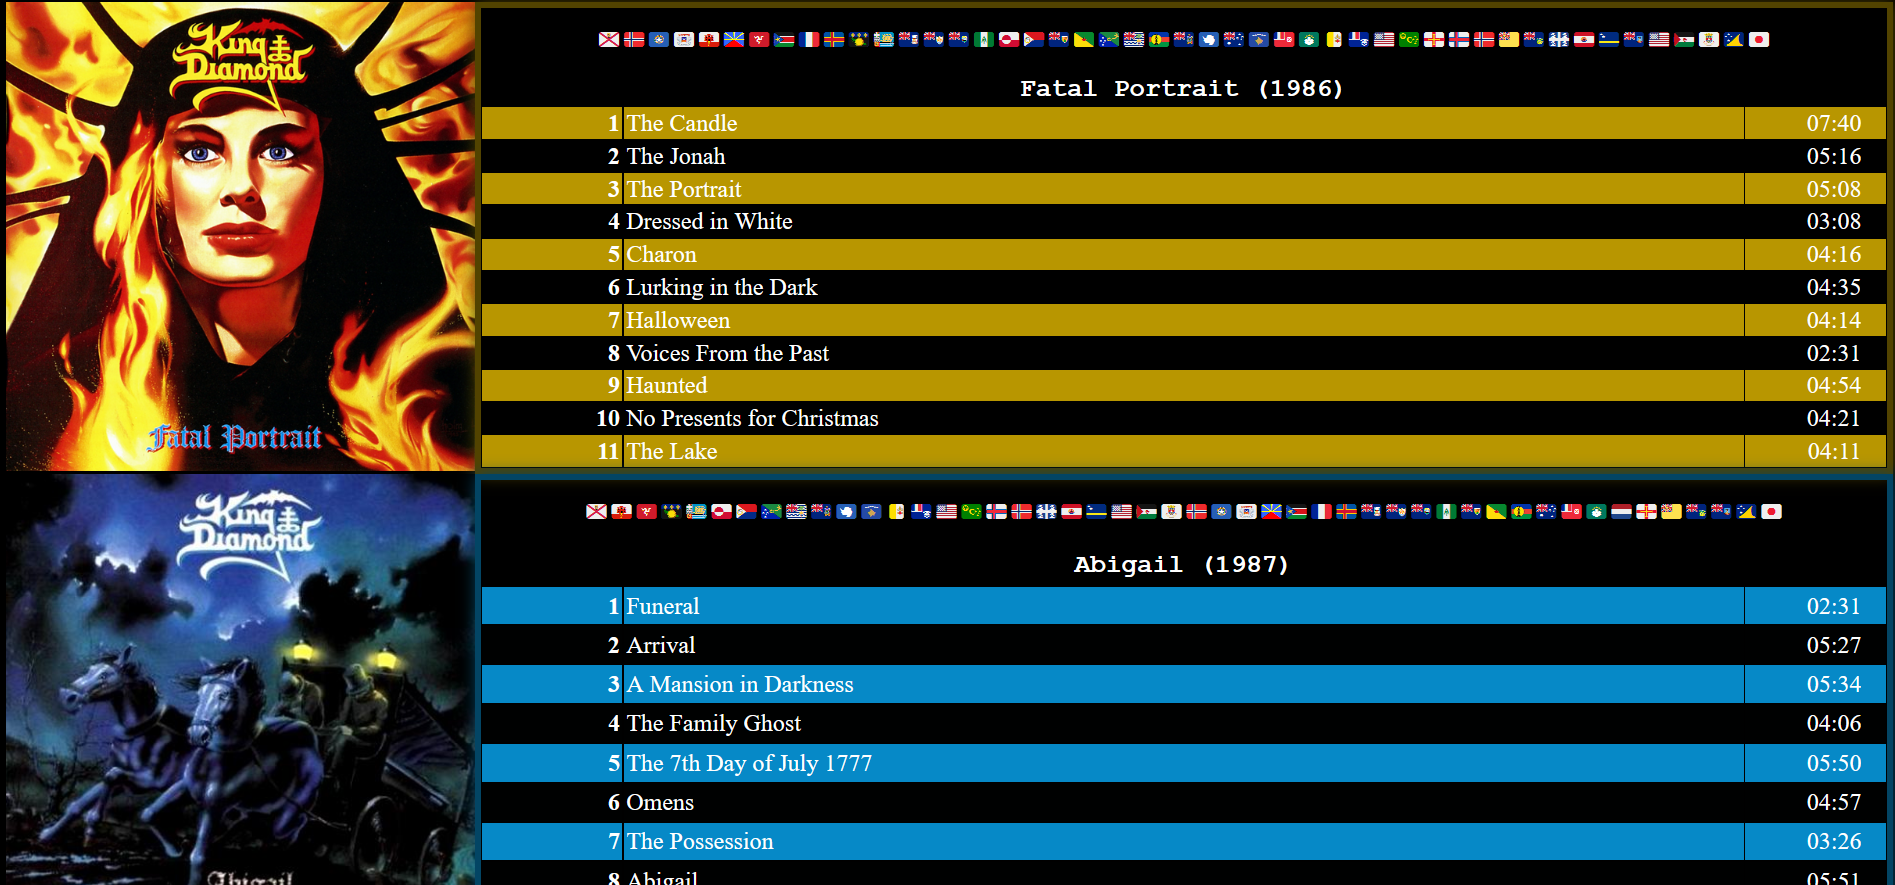 King
Diamond
Fatal Portrait
Fatal Portrait (1986)
1 The Candle 07:40
2 The Jonah 05:16
3 The Portrait 05:08
4 Dressed in White 03:08
5 Charon 04:16
6 Lurking in the Dark 04:35
7 Halloween 04:14
8 Voices From the Past 02:31
9 Haunted 04:54
10 No Presents for Christmas 04:21
11 The Lake 04:11
King
Diamond
Abigail
Abigail (1987)
1 Funeral 02:31
2 Arrival 05:27
3 A Mansion in Darkness 05:34
4 The Family Ghost 04:06
5 The 7th Day of July 1777 05:50
6 Omens 04:57
7 The Possession 03:26
8 Abigail 05:51